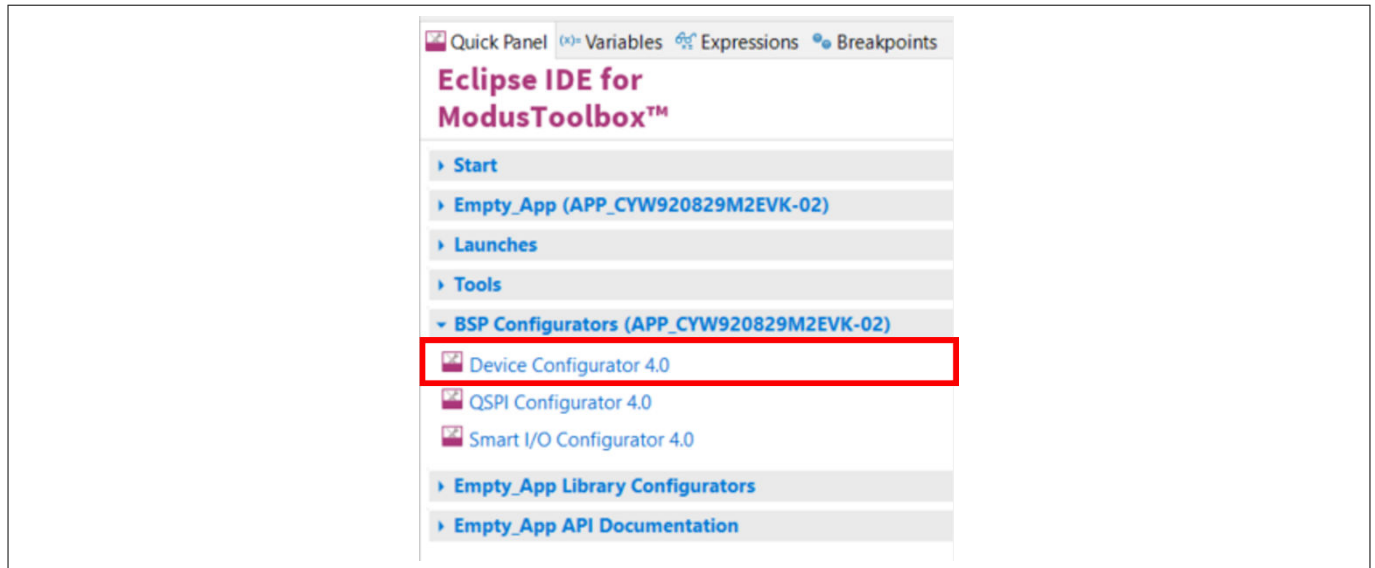 Quick Panel (x)= Variables Expressions Breakpoints
Eclipse IDE for
ModusToolbox™
Start
Empty_App (APP_CYW920829M2EVK-02)
Launches
Tools
BSP Configurators (APP_CYW920829M2EVK-02)
Device Configurator 4.0
QSPI Configurator 4.0
Smart I/O Configurator 4.0
Empty_App Library Configurators
Empty_App API Documentation